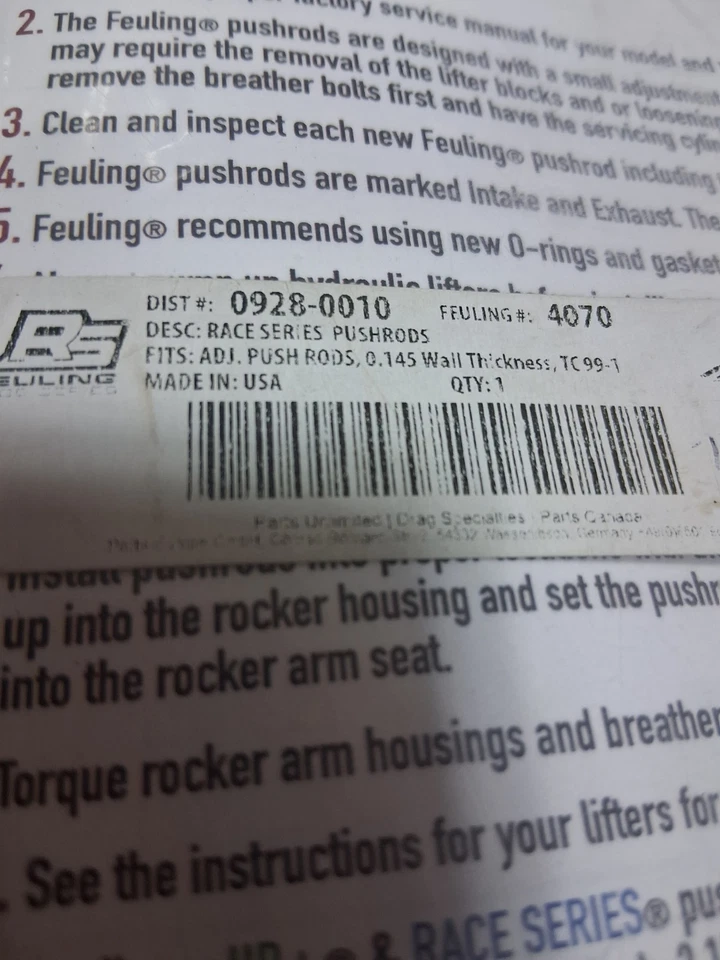 service manual for your model and
2. The Feuling® pushrods are designed with a small adjustment
may require the removal of the lifter blocks and or loosening
remove the breather bolts first and have the servicing
3. Clean and inspect each new Feuling® pushrod including
4. Feuling® pushrods are marked Intake and Exhaust. The
5. Feuling® recommends using new O-rings and gasket
hydraulic lifters
DIST #: 0928-0010 FEULING #: 4070
DESC: RACE SERIES PUSHRODS
FITS: ADJ. PUSH RODS, 0.145 Wall Thickness, TC 99-1
MADE IN: USA QTY: 1
Parts Unlimited | Drag Specialties · Parts Canada
install pushrods into
up into the rocker housing and set the pushr
into the rocker arm seat.
Torque rocker arm housings and breather
. See the instructions for your lifters for
& RACE SERIES® pus